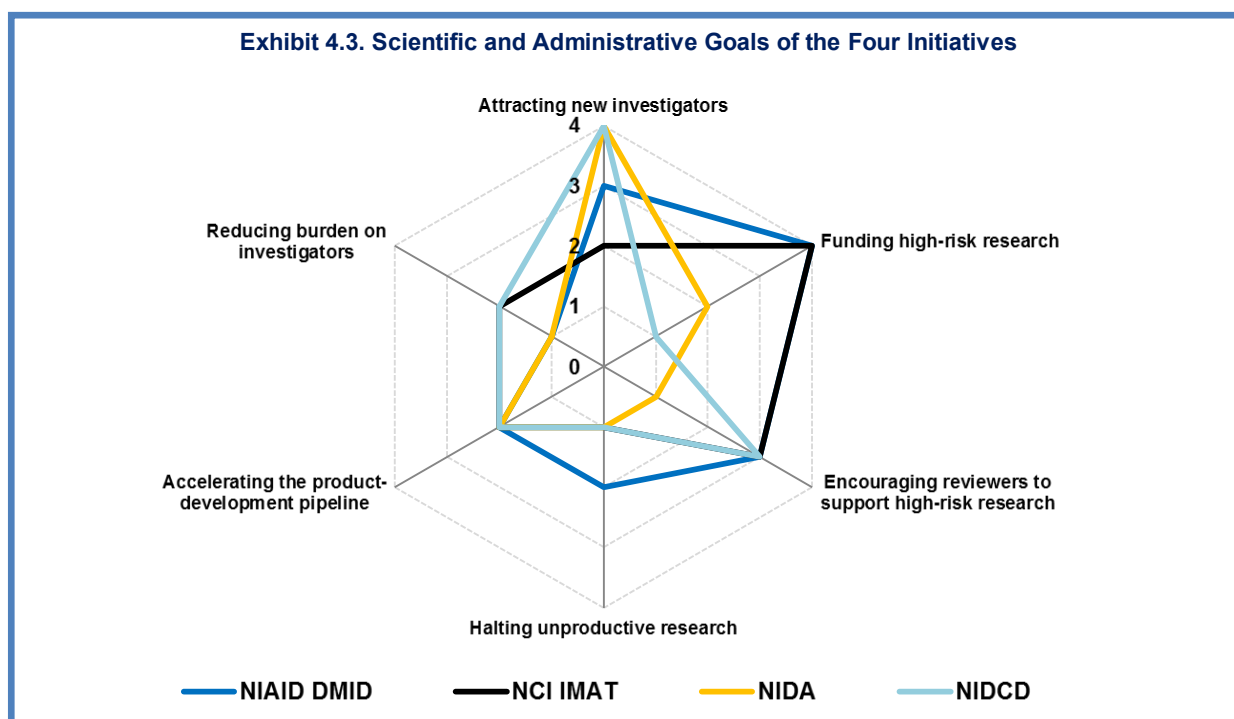 Exhibit 4.3. Scientific and Administrative Goals of the Four Initiatives
Attracting new investigators
4
3
Reducing burden on
investigators
Funding high-risk research
2
1
0
Accelerating the product-
development pipeline
Encouraging reviewers to
support high-risk research
Halting unproductive research
NIAID DMID NCI IMAT NIDA NIDCD